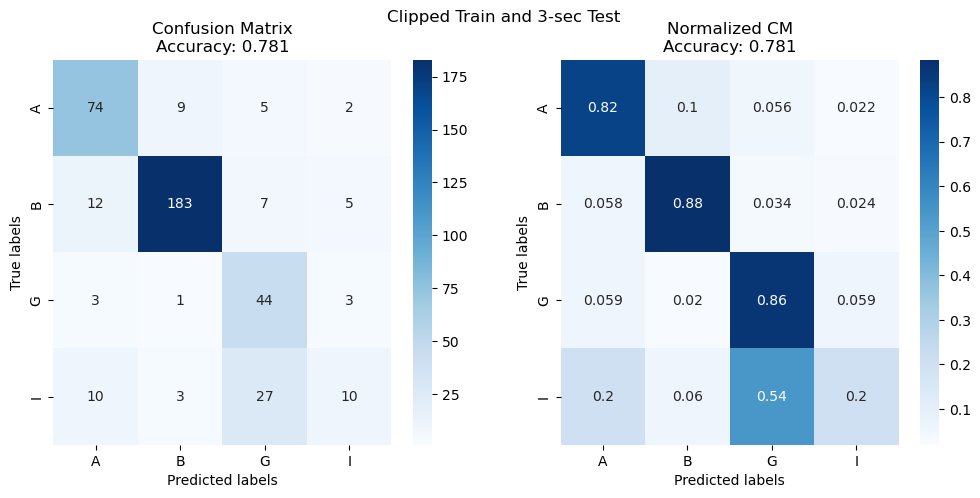 Clipped Train and 3-sec Test
Confusion Matrix
Accuracy: 0.781
A 74 9 5 2
B 12 183 7 5
G 3 1 44 3
I 10 3 27 10
A B G I
True labels
Predicted labels
175
150
125
100
75
50
25
Normalized CM
Accuracy: 0.781
A 0.82 0.1 0.056 0.022
B 0.058 0.88 0.034 0.024
G 0.059 0.02 0.86 0.059
I 0.2 0.06 0.54 0.2
A B G I
True labels
Predicted labels
0.8
0.7
0.6
0.5
0.4
0.3
0.2
0.1